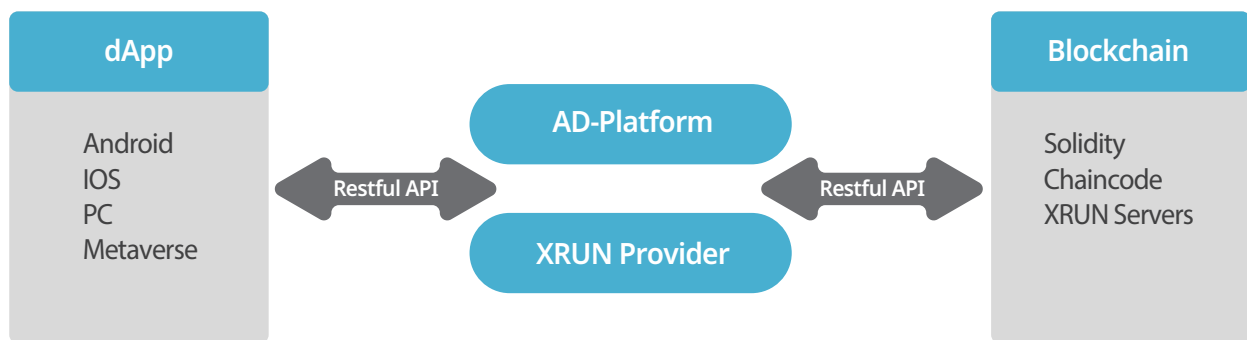 dApp
Android
IOS
PC
Metaverse
Restful API
AD-Platform
XRUN Provider
Restful API
Blockchain
Solidity
Chaincode
XRUN Servers